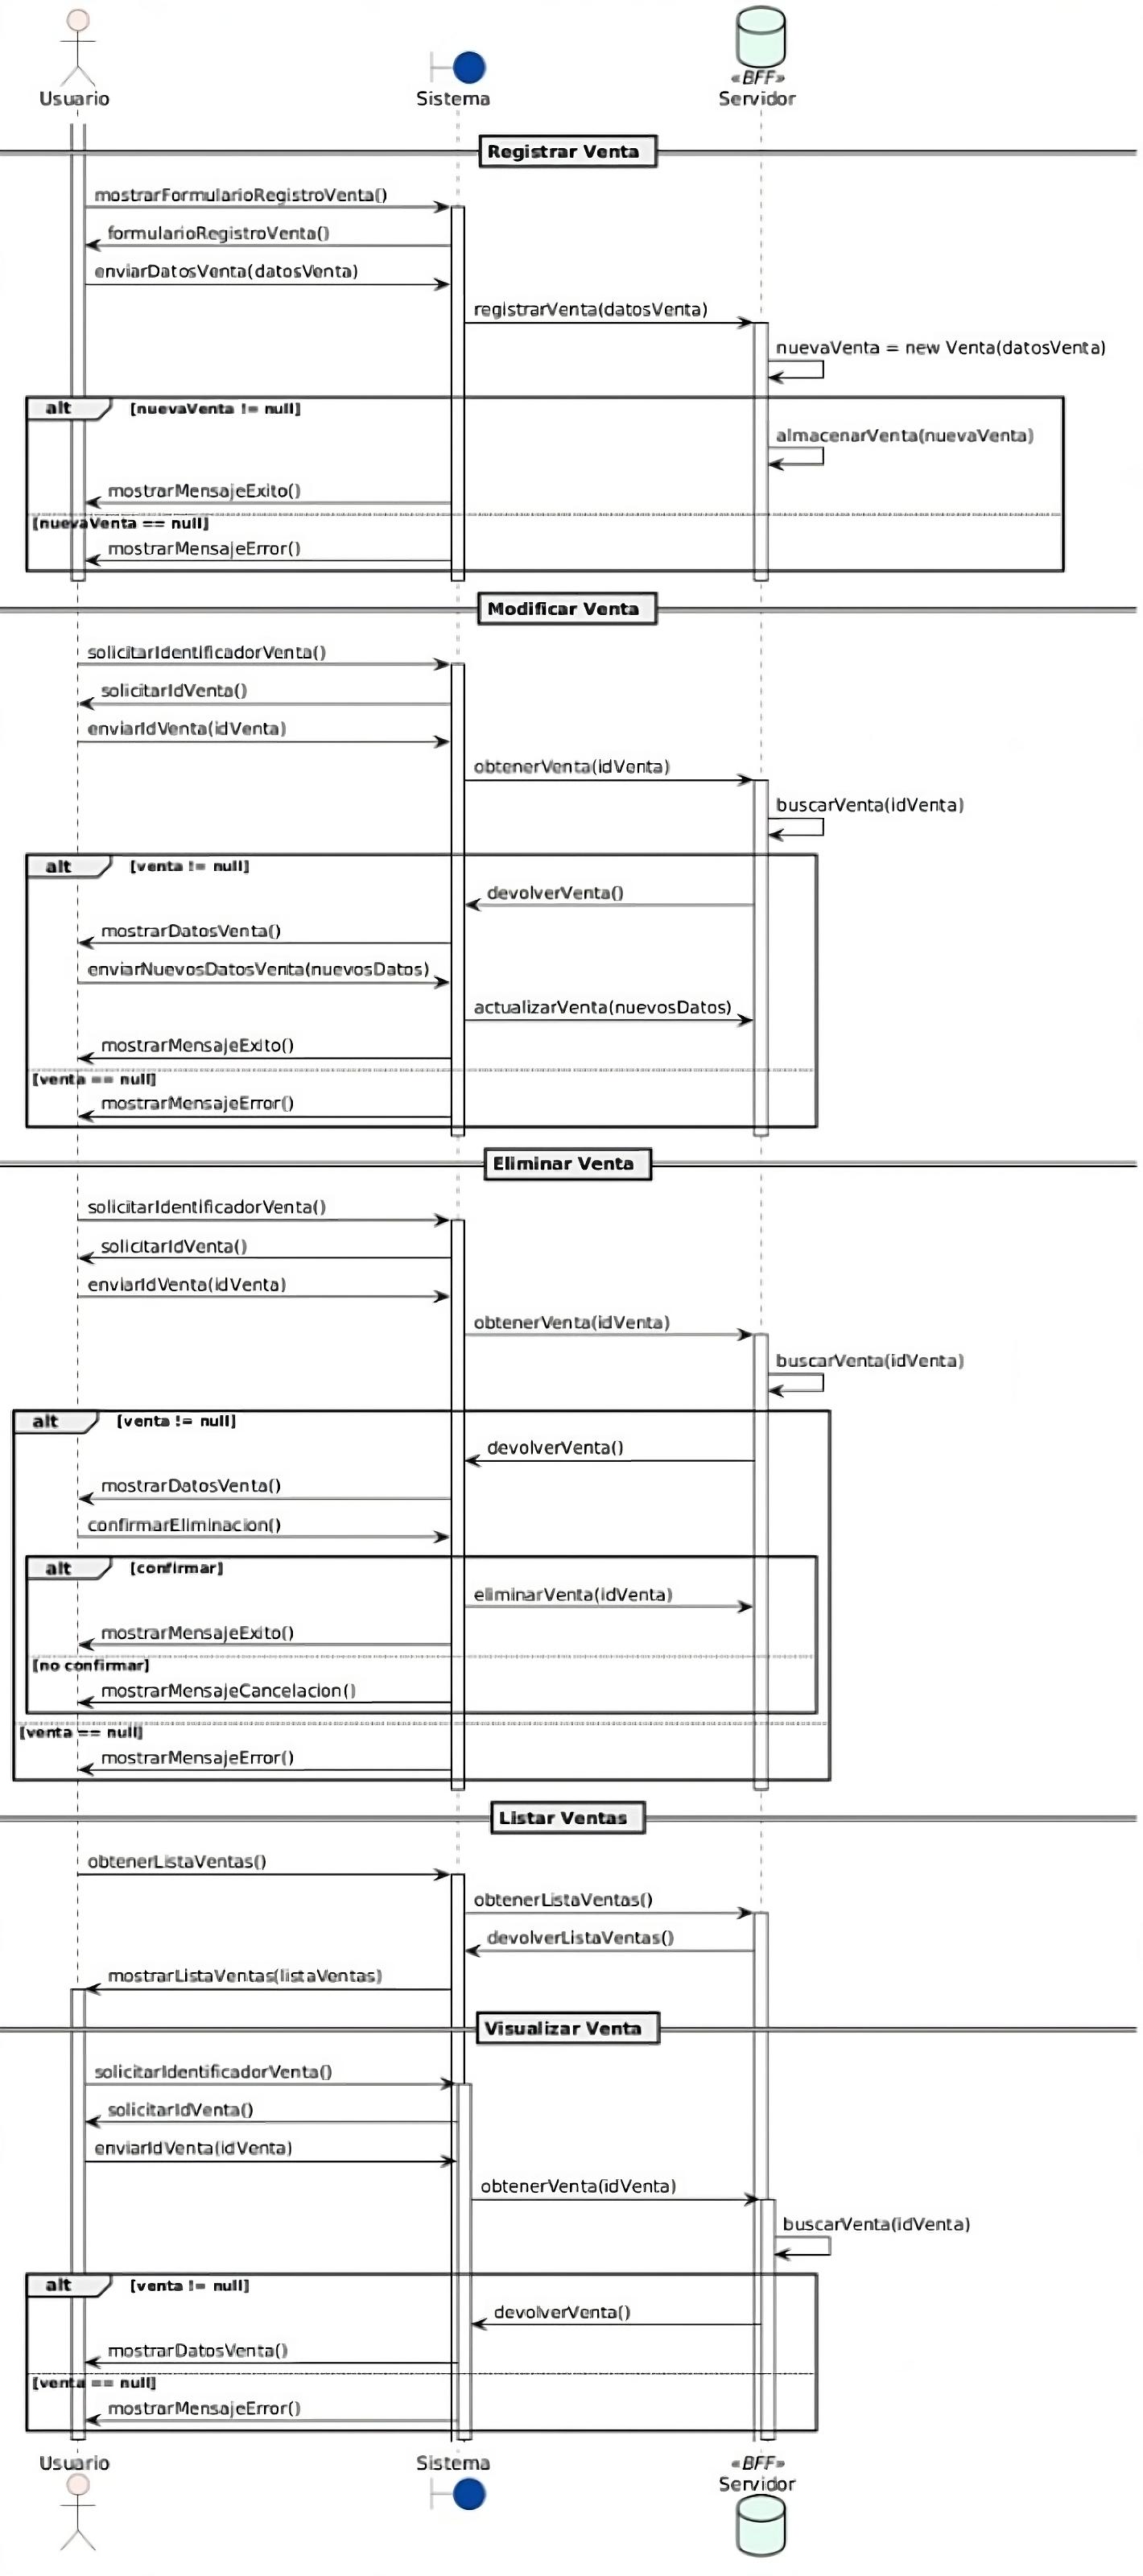 Usuario
Sistema
«BFF»
Servidor
Registrar Venta
mostrarFormularioRegistroVenta()
formularioRegistroVenta()
enviarDatosVenta(datosVenta)
registrarVenta(datosVenta)
nuevaVenta = new Venta(datosVenta)
alt [nuevaVenta != null]
almacenarVenta(nuevaVenta)
mostrarMensajeExito()
[nuevaVenta == null]
mostrarMensajeError()
Modificar Venta
solicitarIdentificadorVenta()
solicitarIdVenta()
enviarIdVenta(idVenta)
obtenerVenta(idVenta)
buscarVenta(idVenta)
alt [venta != null]
devolverVenta()
mostrarDatosVenta()
enviarNuevosDatosVenta(nuevosDatos)
actualizarVenta(nuevosDatos)
mostrarMensajeExito()
[venta == null]
mostrarMensajeError()
Eliminar Venta
solicitarIdentificadorVenta()
solicitarIdVenta()
enviarIdVenta(idVenta)
obtenerVenta(idVenta)
buscarVenta(idVenta)
alt [venta != null]
devolverVenta()
mostrarDatosVenta()
confirmarEliminacion()
alt [confirmar]
eliminarVenta(idVenta)
mostrarMensajeExito()
[no confirmar]
mostrarMensajeCancelacion()
[venta == null]
mostrarMensajeError()
Listar Ventas
obtenerListaVentas()
obtenerListaVentas()
devolverListaVentas()
mostrarListaVentas(listaVentas)
Visualizar Venta
solicitarIdentificadorVenta()
solicitarIdVenta()
enviarIdVenta(idVenta)
obtenerVenta(idVenta)
buscarVenta(idVenta)
alt [venta != null]
devolverVenta()
mostrarDatosVenta()
[venta == null]
mostrarMensajeError()
Usuario
Sistema
«BFF»
Servidor